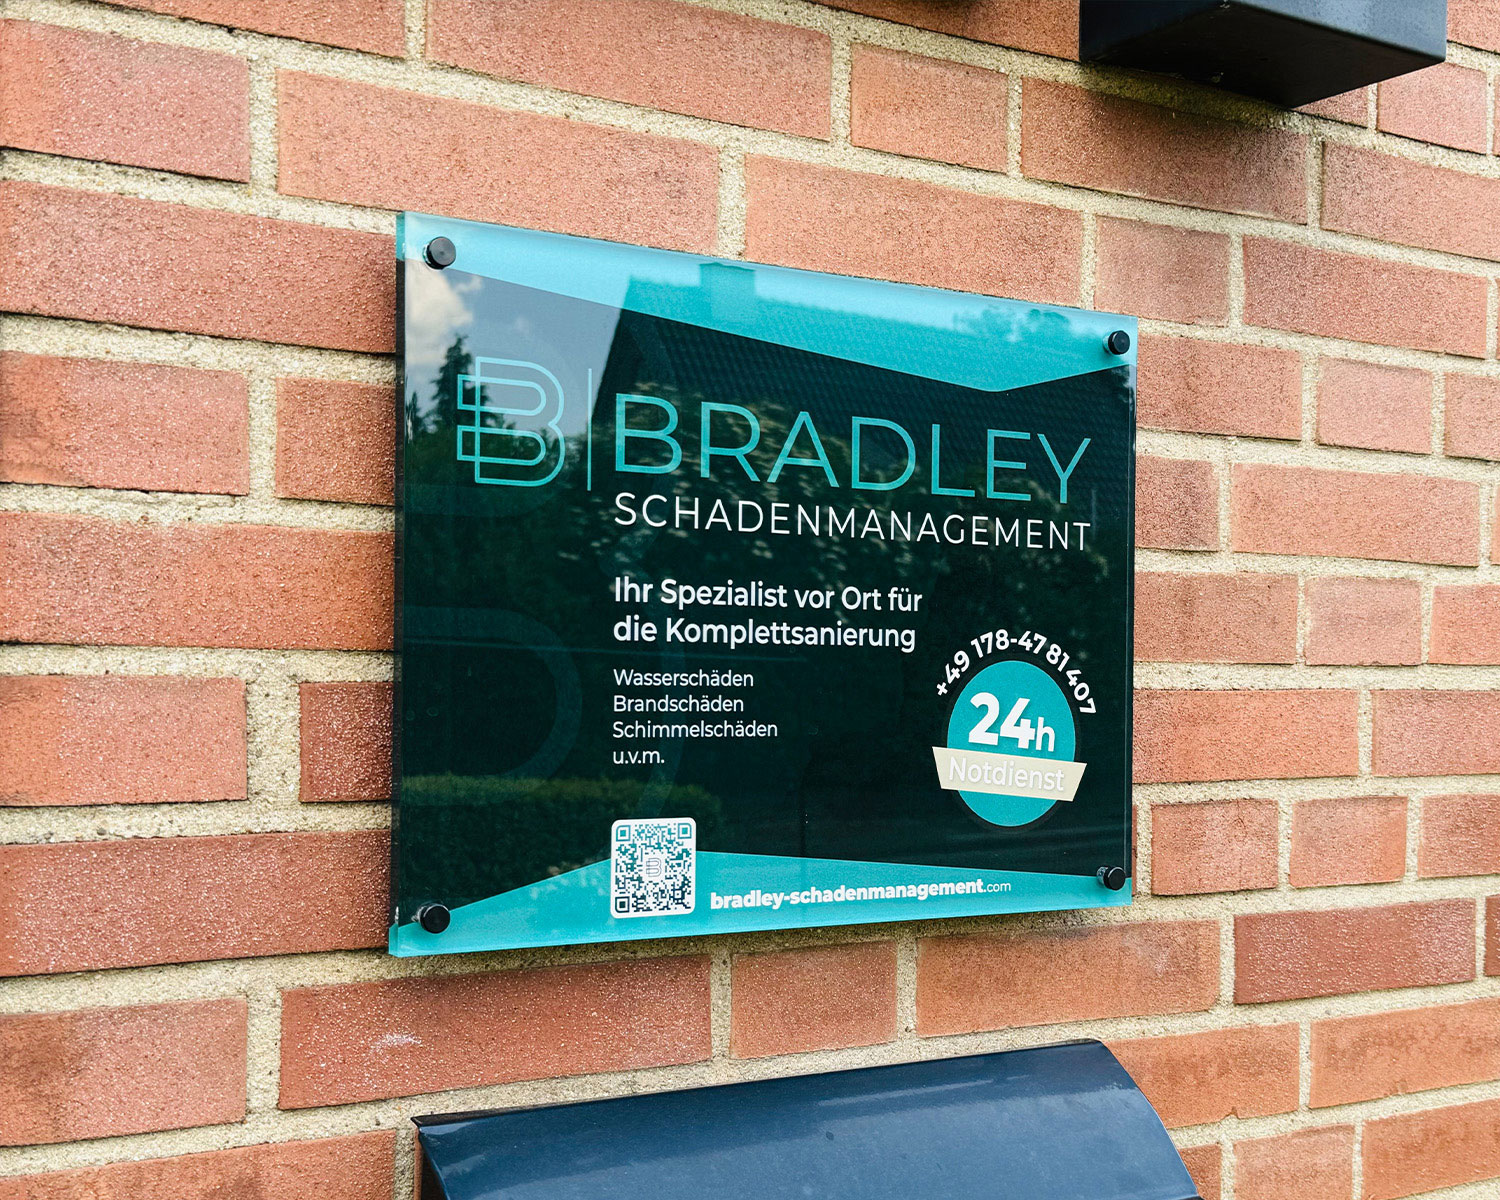 B
BRADLEY
SCHADENMANAGEMENT
Ihr Spezialist vor Ort für
die Komplettsanierung
Wasserschäden
Brandschäden
Schimmelschäden
u.v.m.
+49 178-4781407
24h
Notdienst
bradley-schadenmanagement.com